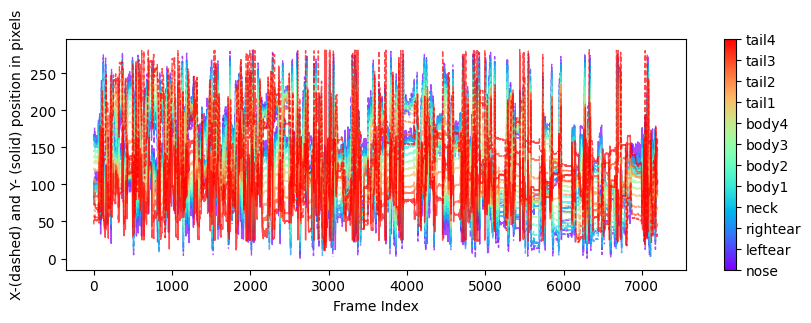 X-(dashed) and Y- (solid) position in pixels
250
200
150
100
50
0
0 1000 2000 3000 4000 5000 6000 7000
Frame Index
tail4
tail3
tail2
tail1
body4
body3
body2
body1
neck
rightear
leftear
nose